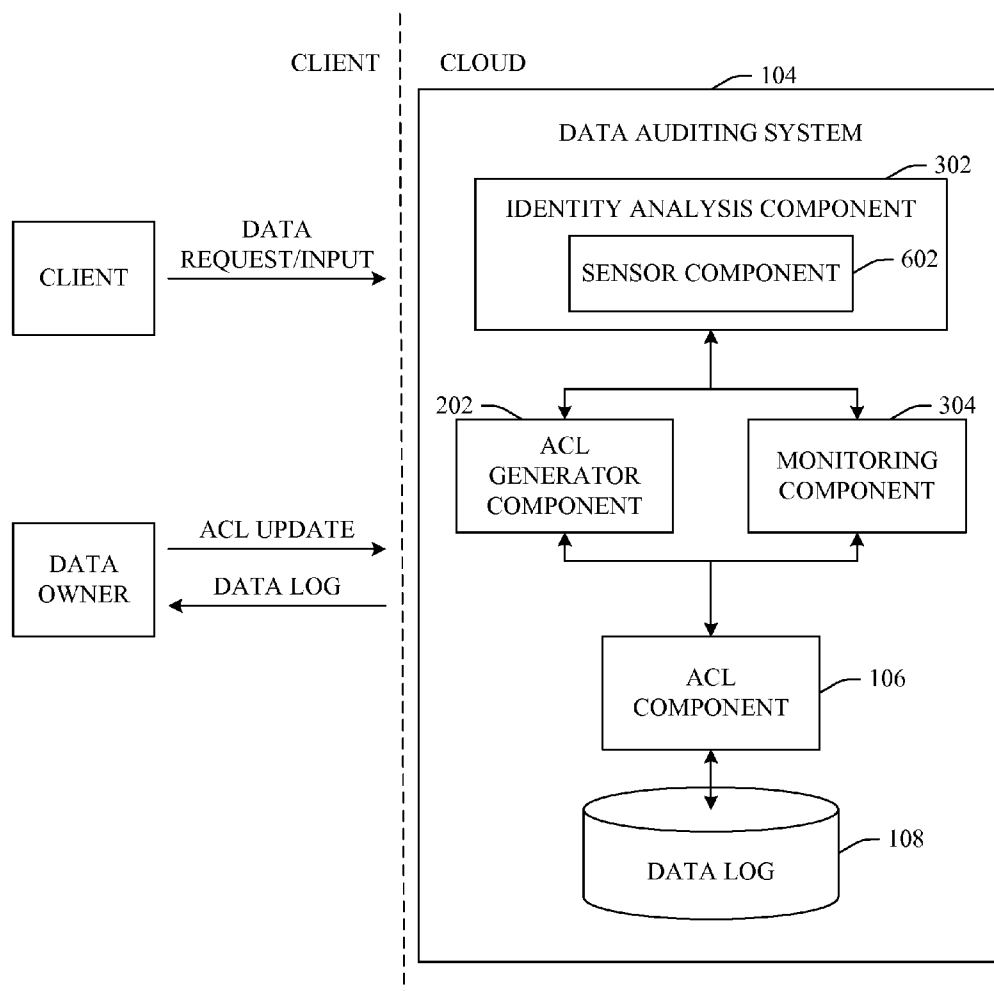 CLIENT
CLOUD
104
DATA AUDITING SYSTEM
302
IDENTITY ANALYSIS COMPONENT
SENSOR COMPONENT
602
DATA
REQUEST/INPUT
CLIENT
202
ACL
GENERATOR
COMPONENT
304
MONITORING
COMPONENT
ACL UPDATE
DATA
OWNER
DATA LOG
ACL
COMPONENT
106
DATA LOG
108